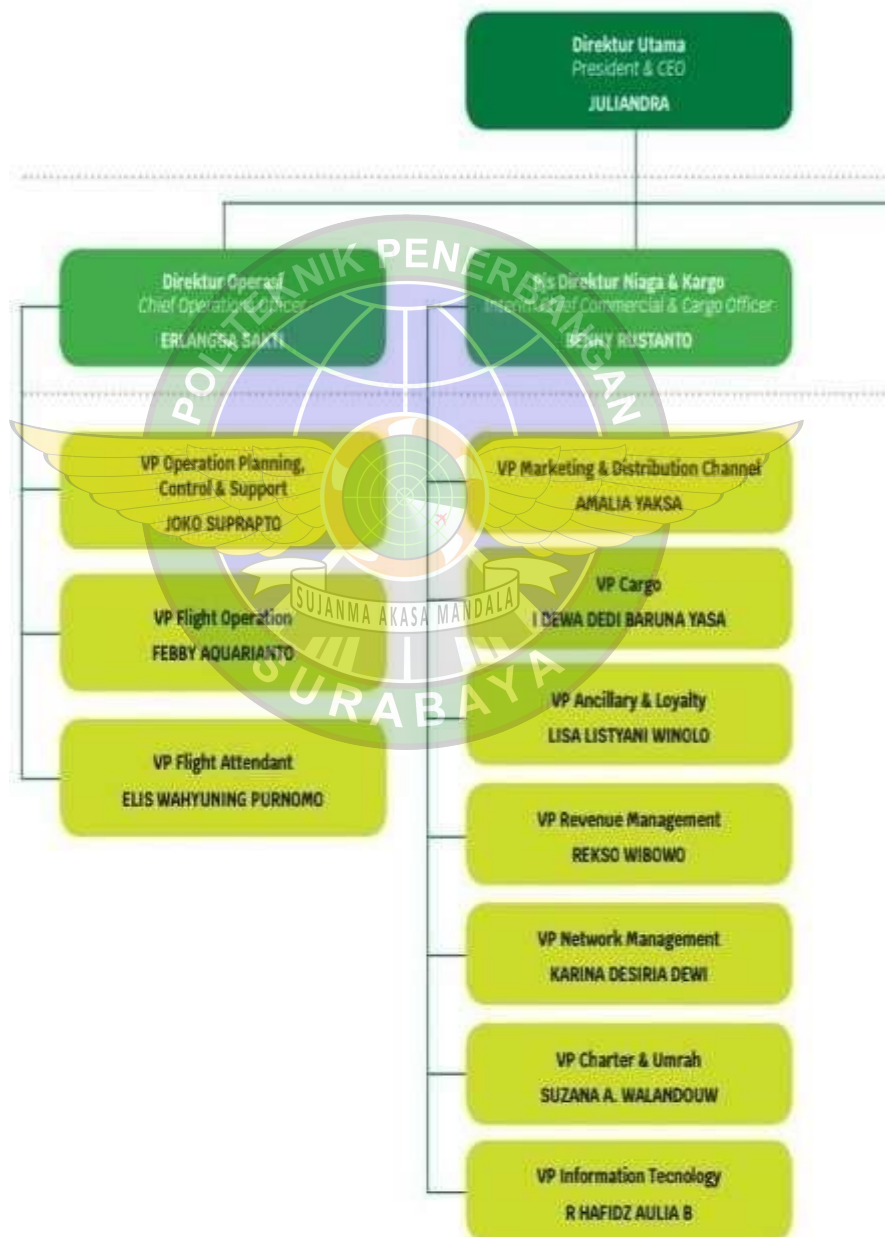 Direktur Utama
President & CEO
JULIANDRA
Direktur Operasi
Chief Operations Officer
ERLANGGA SAKTI
Direktur Niaga & Kargo
Chief Commercial & Cargo Officer
BENNY RUSTANTO
POLITEKNIK PENERBANGAN
VP Operation Planning,
Control & Support
JOKO SUPRAPTO
VP Marketing & Distribution Channel
AMALIA YAKSA
SUJANMA AKASA MANDALA
VP Flight Operation
FEBBY AQUARIANTO
VP Cargo
I DEWA DEDI BARUNA YASA
SURABAYA
VP Flight Attendant
ELIS WAHYUNING PURNOMO
VP Ancillary & Loyalty
LISA LISTYANI WINOLO
VP Revenue Management
REKSO WIBOWO
VP Network Management
KARINA DESIRIA DEWI
VP Charter & Umrah
SUZANA A. WALANDOUW
VP Information Tecnology
R HAFIDZ AULIA B